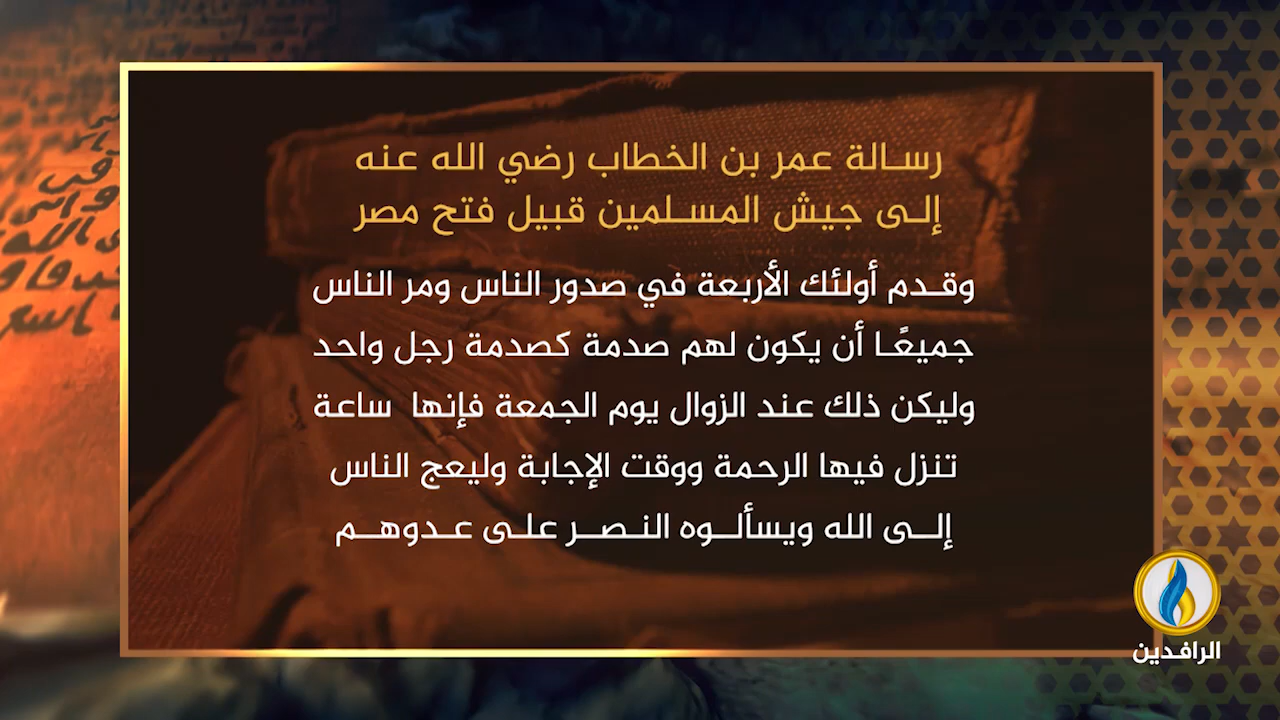 رسالة عمر بن الخطاب رضي الله عنه
إلى جيش المسلمين قبيل فتح مصر
وقدم أولئك الأربعة في صدور الناس ومر الناس
جميعًا أن يكون لهم صدمة كصدمة رجل واحد
وليكن ذلك عند الزوال يوم الجمعة فإنها ساعة
تنزل فيها الرحمة ووقت الإجابة وليعج الناس
إلى الله ويسألوه النصر على عدوهم
الرافدين